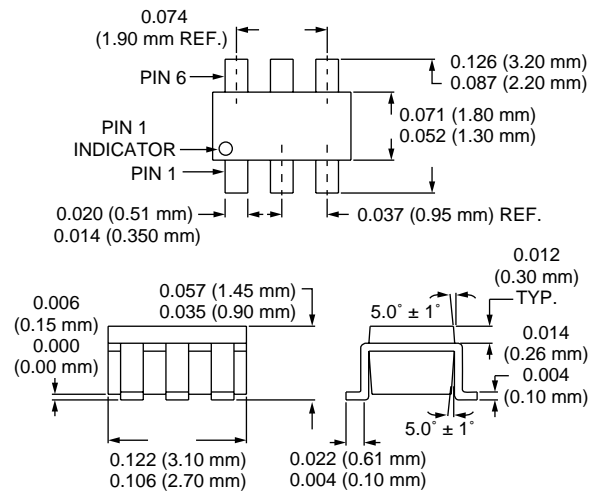 0.074
(1.90 mm REF.)
0.126 (3.20 mm)
0.087 (2.20 mm)
PIN 6
0.071 (1.80 mm)
0.052 (1.30 mm)
PIN 1
INDICATOR
PIN 1
0.020 (0.51 mm)
0.014 (0.350 mm)
0.037 (0.95 mm) REF.
0.012
(0.30 mm)
TYP.
0.006
(0.15 mm)
0.000
(0.00 mm)
0.057 (1.45 mm)
0.035 (0.90 mm)
5.0° ± 1°
0.014
(0.26 mm)
0.004
(0.10 mm)
5.0° ± 1°
0.122 (3.10 mm)
0.106 (2.70 mm)
0.022 (0.61 mm)
0.004 (0.10 mm)